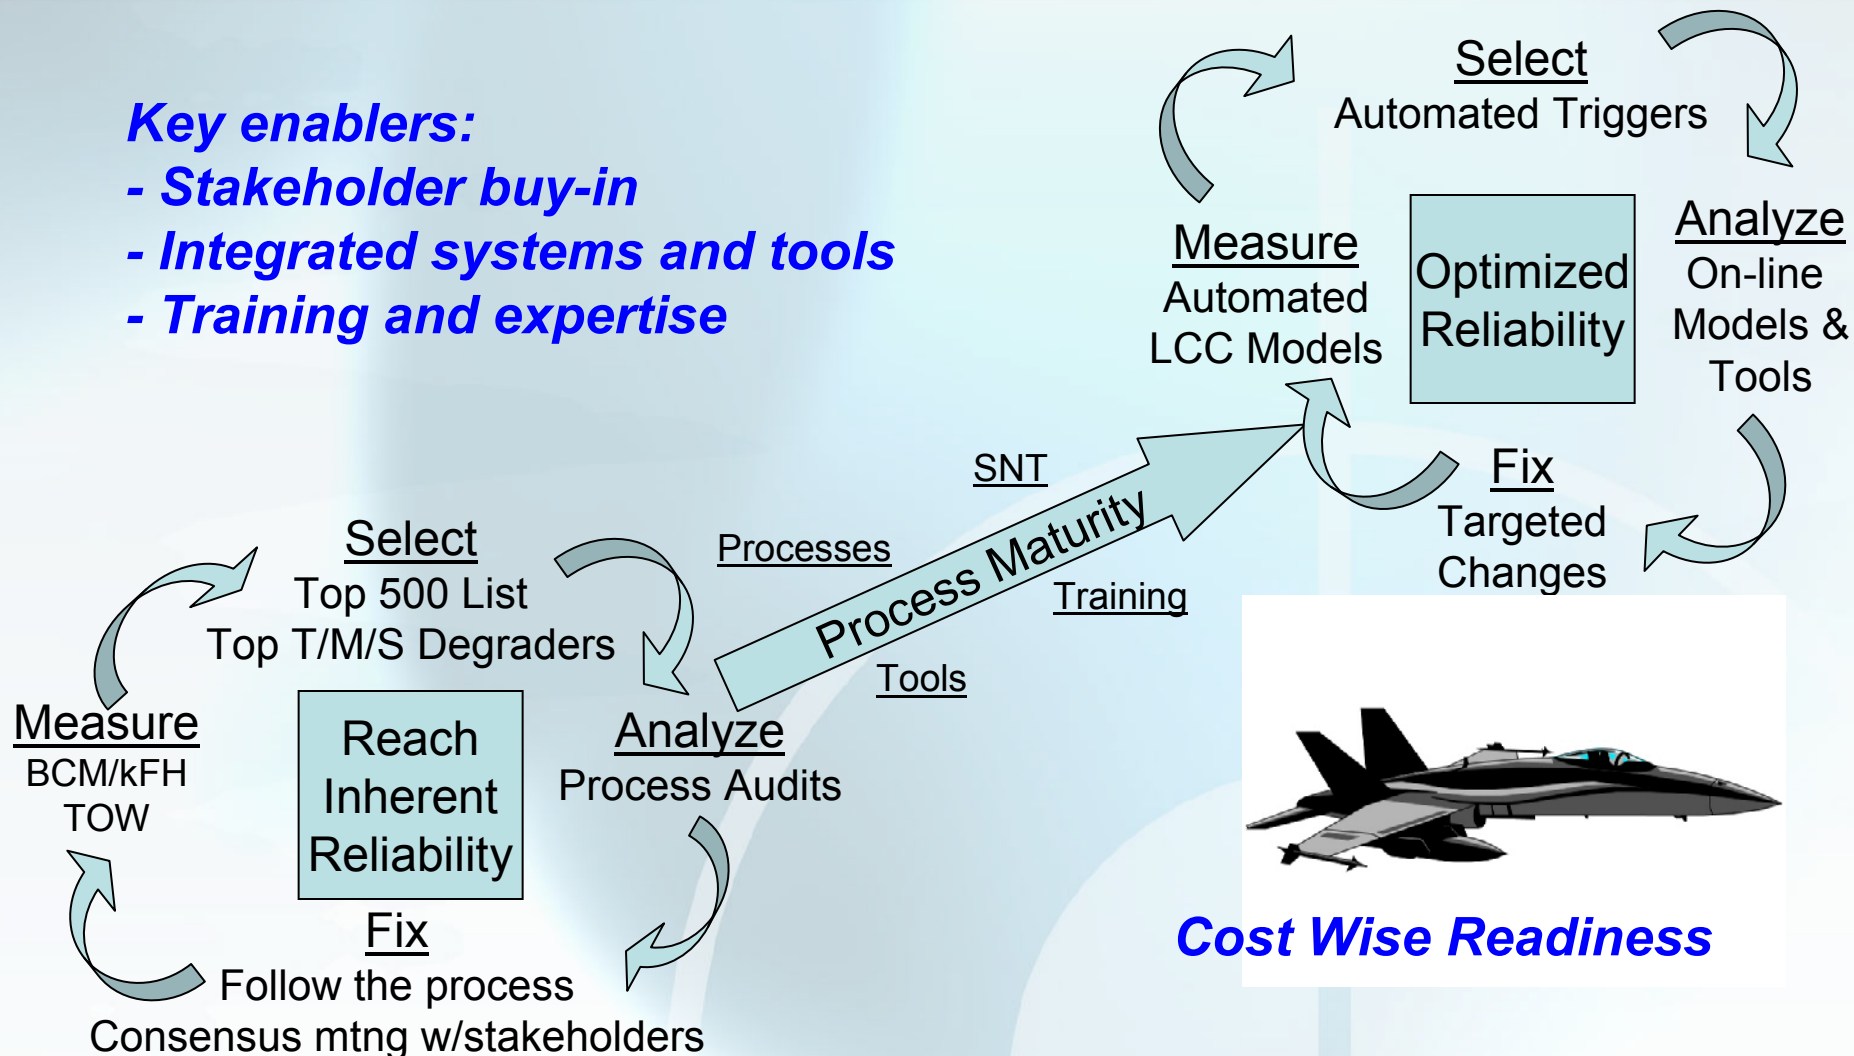 Key enablers:
- Stakeholder buy-in
- Integrated systems and tools
- Training and expertise
Select
Automated Triggers
Measure
Automated
LCC Models
Optimized
Reliability
Analyze
On-line
Models &
Tools
Fix
Targeted
Changes
SNT
Processes
Process Maturity
Training
Tools
Select
Top 500 List
Top T/M/S Degraders
Measure
BCM/kFH
TOW
Reach
Inherent
Reliability
Analyze
Process Audits
Fix
Follow the process
Consensus mtng w/stakeholders
Cost Wise Readiness